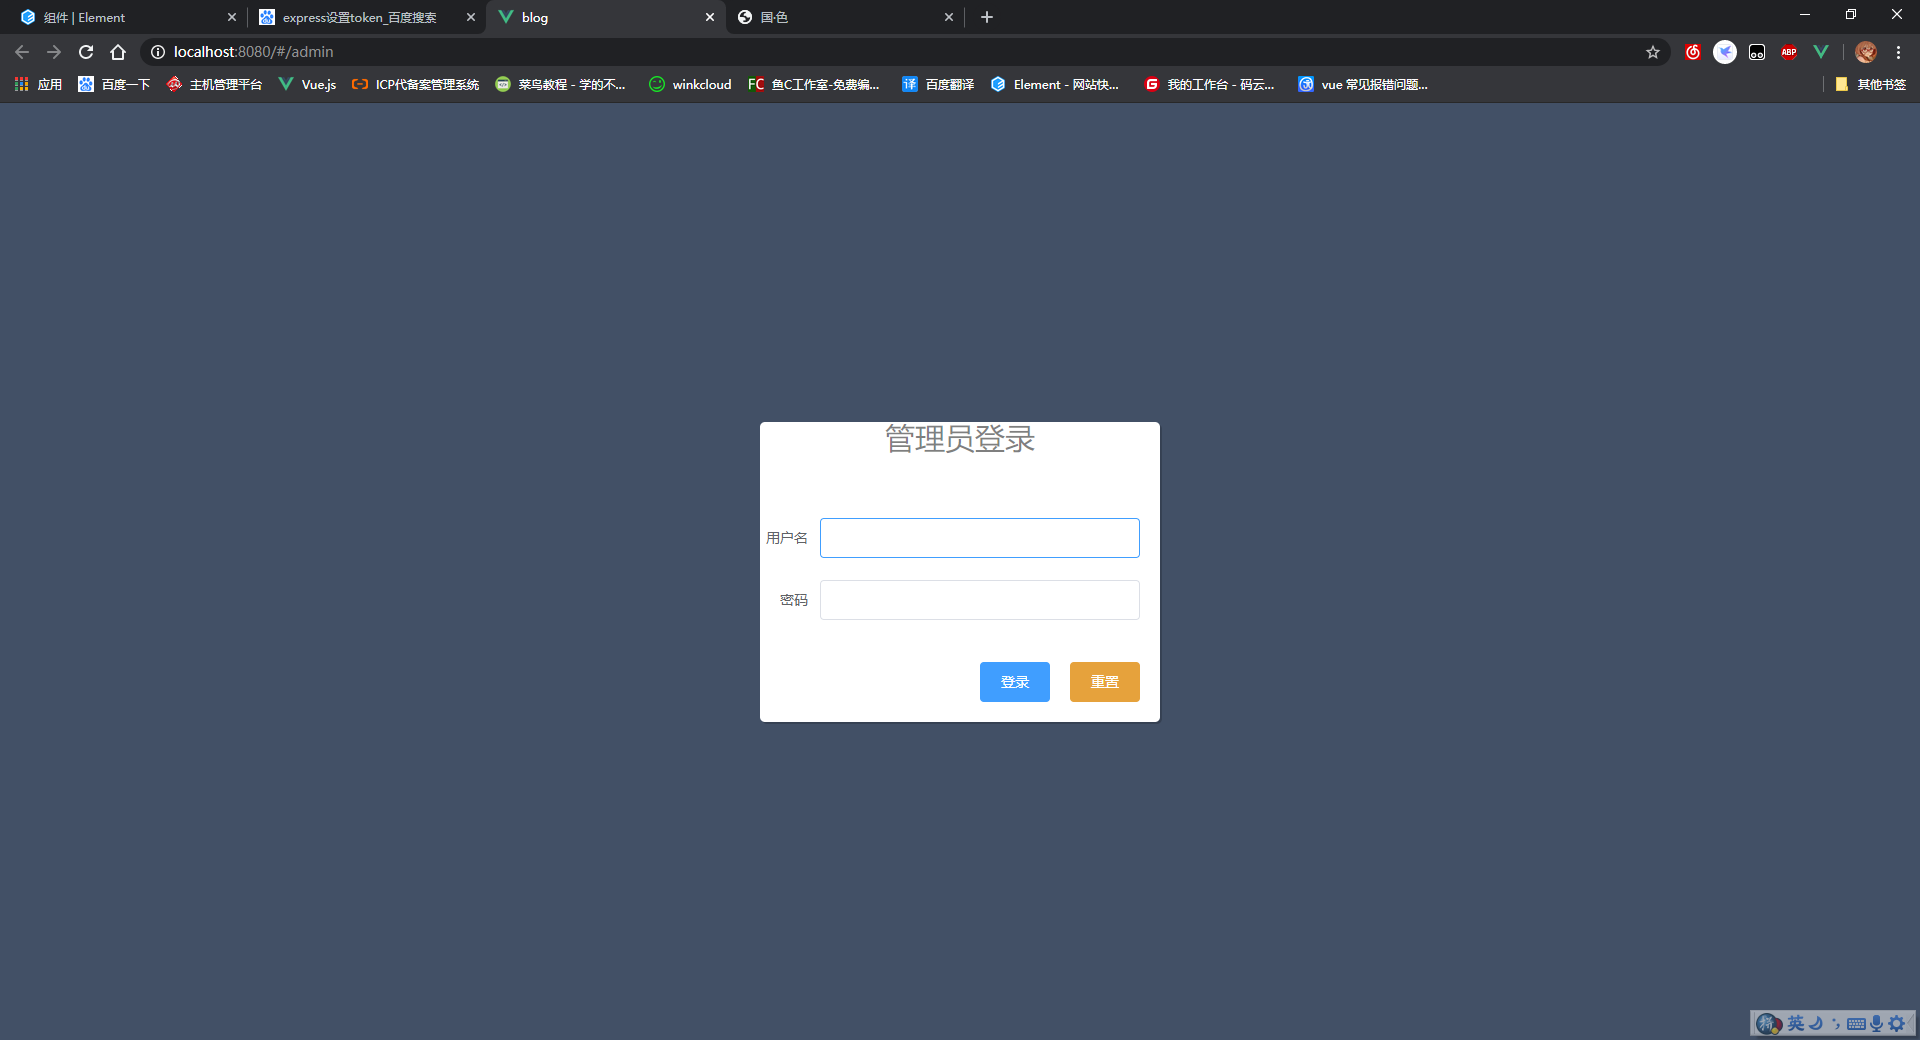 组件 | Element
express设置token_百度搜索
blog
国·色
localhost:8080/#/admin
ABP
应用
百度一下
主机管理平台
Vue.js
ICP代备案管理系统
菜鸟教程 - 学的不...
winkcloud
FC 鱼C工作室-免费编...
译 百度翻译
Element - 网站快...
G 我的工作台 - 码云...
vue 常见报错问题...
其他书签
管理员登录
用户名
密码
登录 重置
拼 英